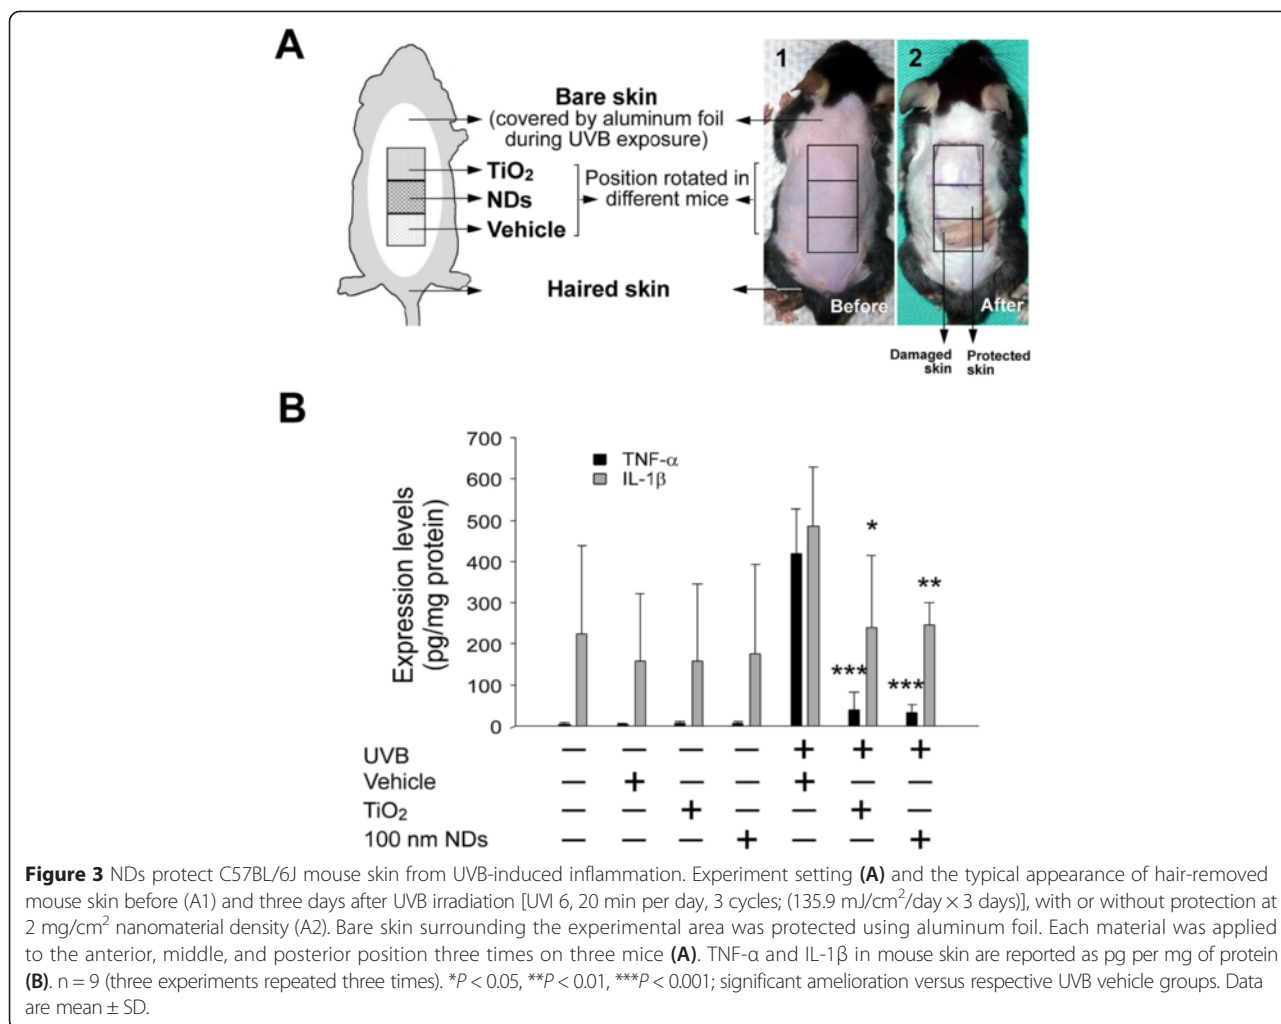 A
Bare skin
(covered by aluminum foil
during UVB exposure)
TiO2
NDs
Vehicle
Position rotated in
different mice
Haired skin
1
Before
2
After
Damaged
skin
Protected
skin
B
Expression levels
(pg/mg protein)
700
600
500
400
300
200
100
0
TNF-α
IL-1β
*
**
***
***
UVB — — — — + + +
Vehicle — + — — + — —
TiO2 — — + — — + —
100 nm NDs — — — + — — +
Figure 3 NDs protect C57BL/6J mouse skin from UVB-induced inflammation. Experiment setting (A) and the typical appearance of hair-removed
mouse skin before (A1) and three days after UVB irradiation [UVI 6, 20 min per day, 3 cycles; (135.9 mJ/cm²/day × 3 days)], with or without protection at
2 mg/cm² nanomaterial density (A2). Bare skin surrounding the experimental area was protected using aluminum foil. Each material was applied
to the anterior, middle, and posterior position three times on three mice (A). TNF-α and IL-1β in mouse skin are reported as pg per mg of protein
(B). n = 9 (three experiments repeated three times). *P < 0.05, **P < 0.01, ***P < 0.001; significant amelioration versus respective UVB vehicle groups. Data
are mean ± SD.